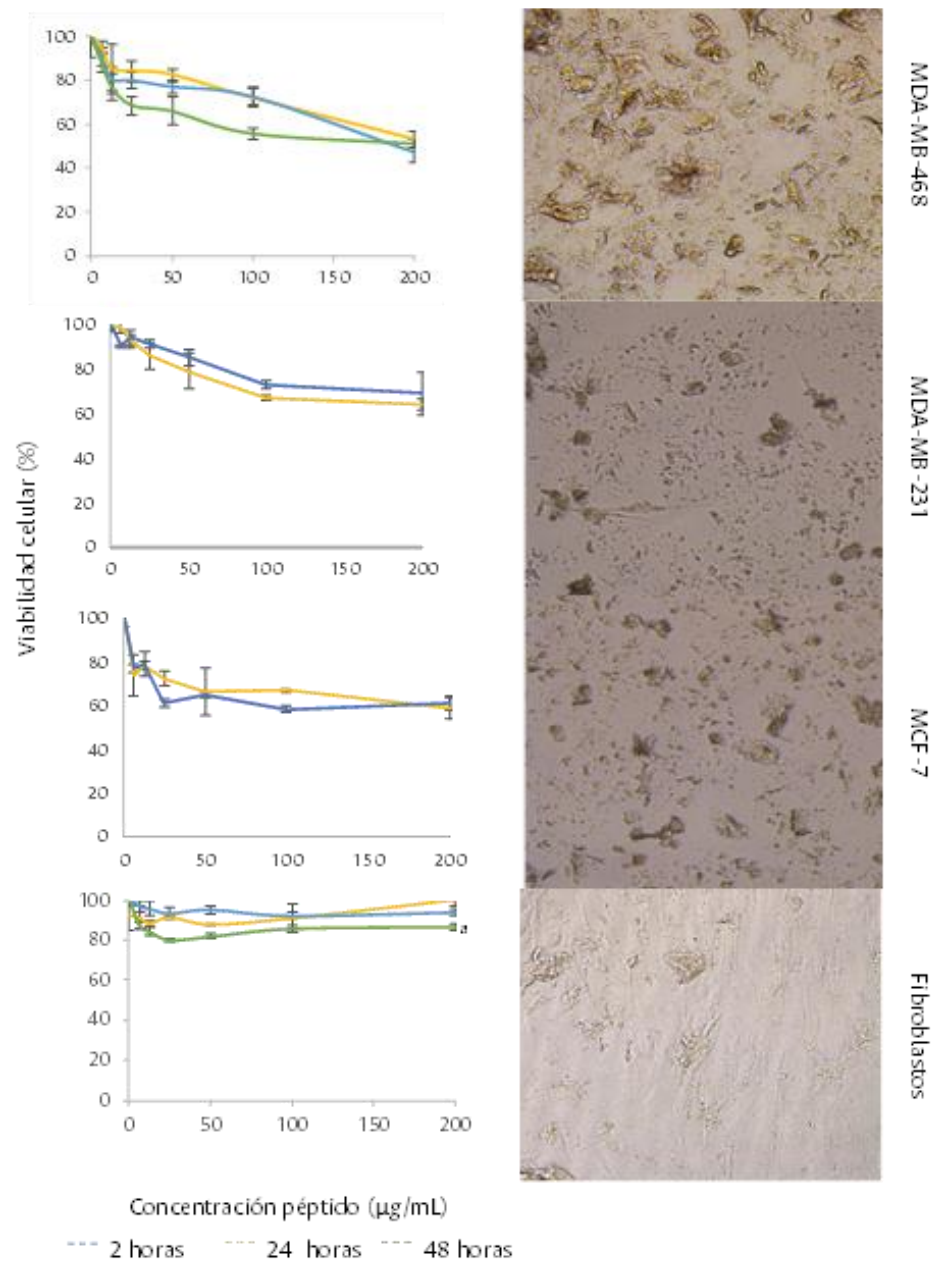 Viabilidad celular (%)
100
80
60
40
20
0
0 50 100 150 200
MDA-MB-468
100
80
60
40
20
0
0 50 100 150 200
MDA-MB-231
100
80
60
40
20
0
0 50 100 150 200
MCF-7
100
80
60
40
20
0
a
0 50 100 150 200
Fibroblastos
Concentración péptido (µg/mL)
2 horas 24 horas 48 horas